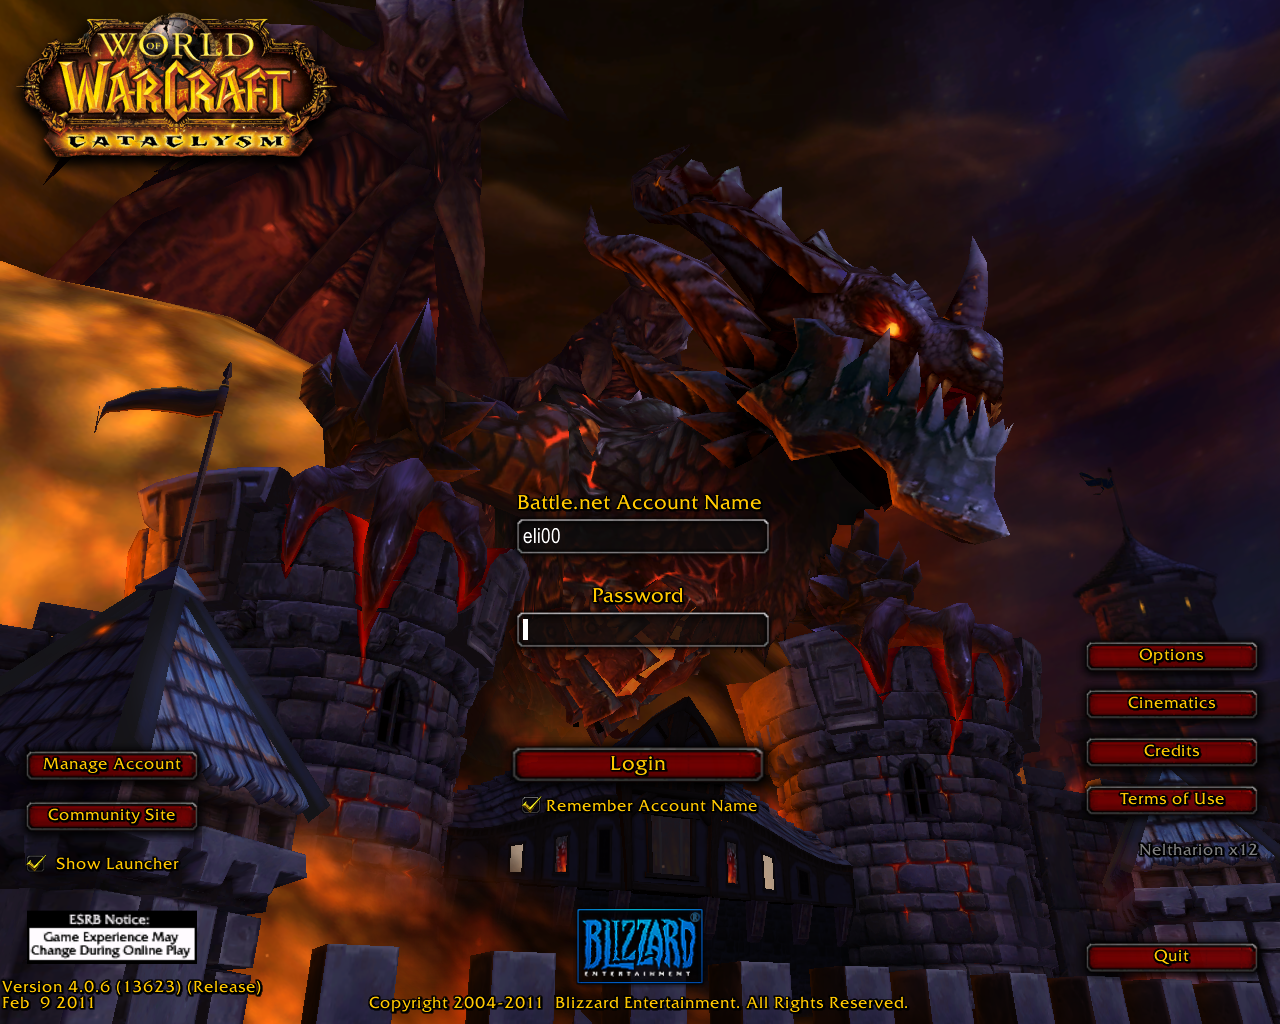 WORLD OF WARCRAFT
CATACLYSM
Battle.net Account Name
eli00
Password
Options
Cinematics
Manage Account
Login
Credits
Community Site
Remember Account Name
Terms of Use
Show Launcher
Neltharion x12
ESRB Notice:
Game Experience May
Change During Online Play
BLIZZARD®
ENTERTAINMENT
Quit
Version 4.0.6 (13623) (Release)
Feb 9 2011
Copyright 2004-2011 Blizzard Entertainment. All Rights Reserved.